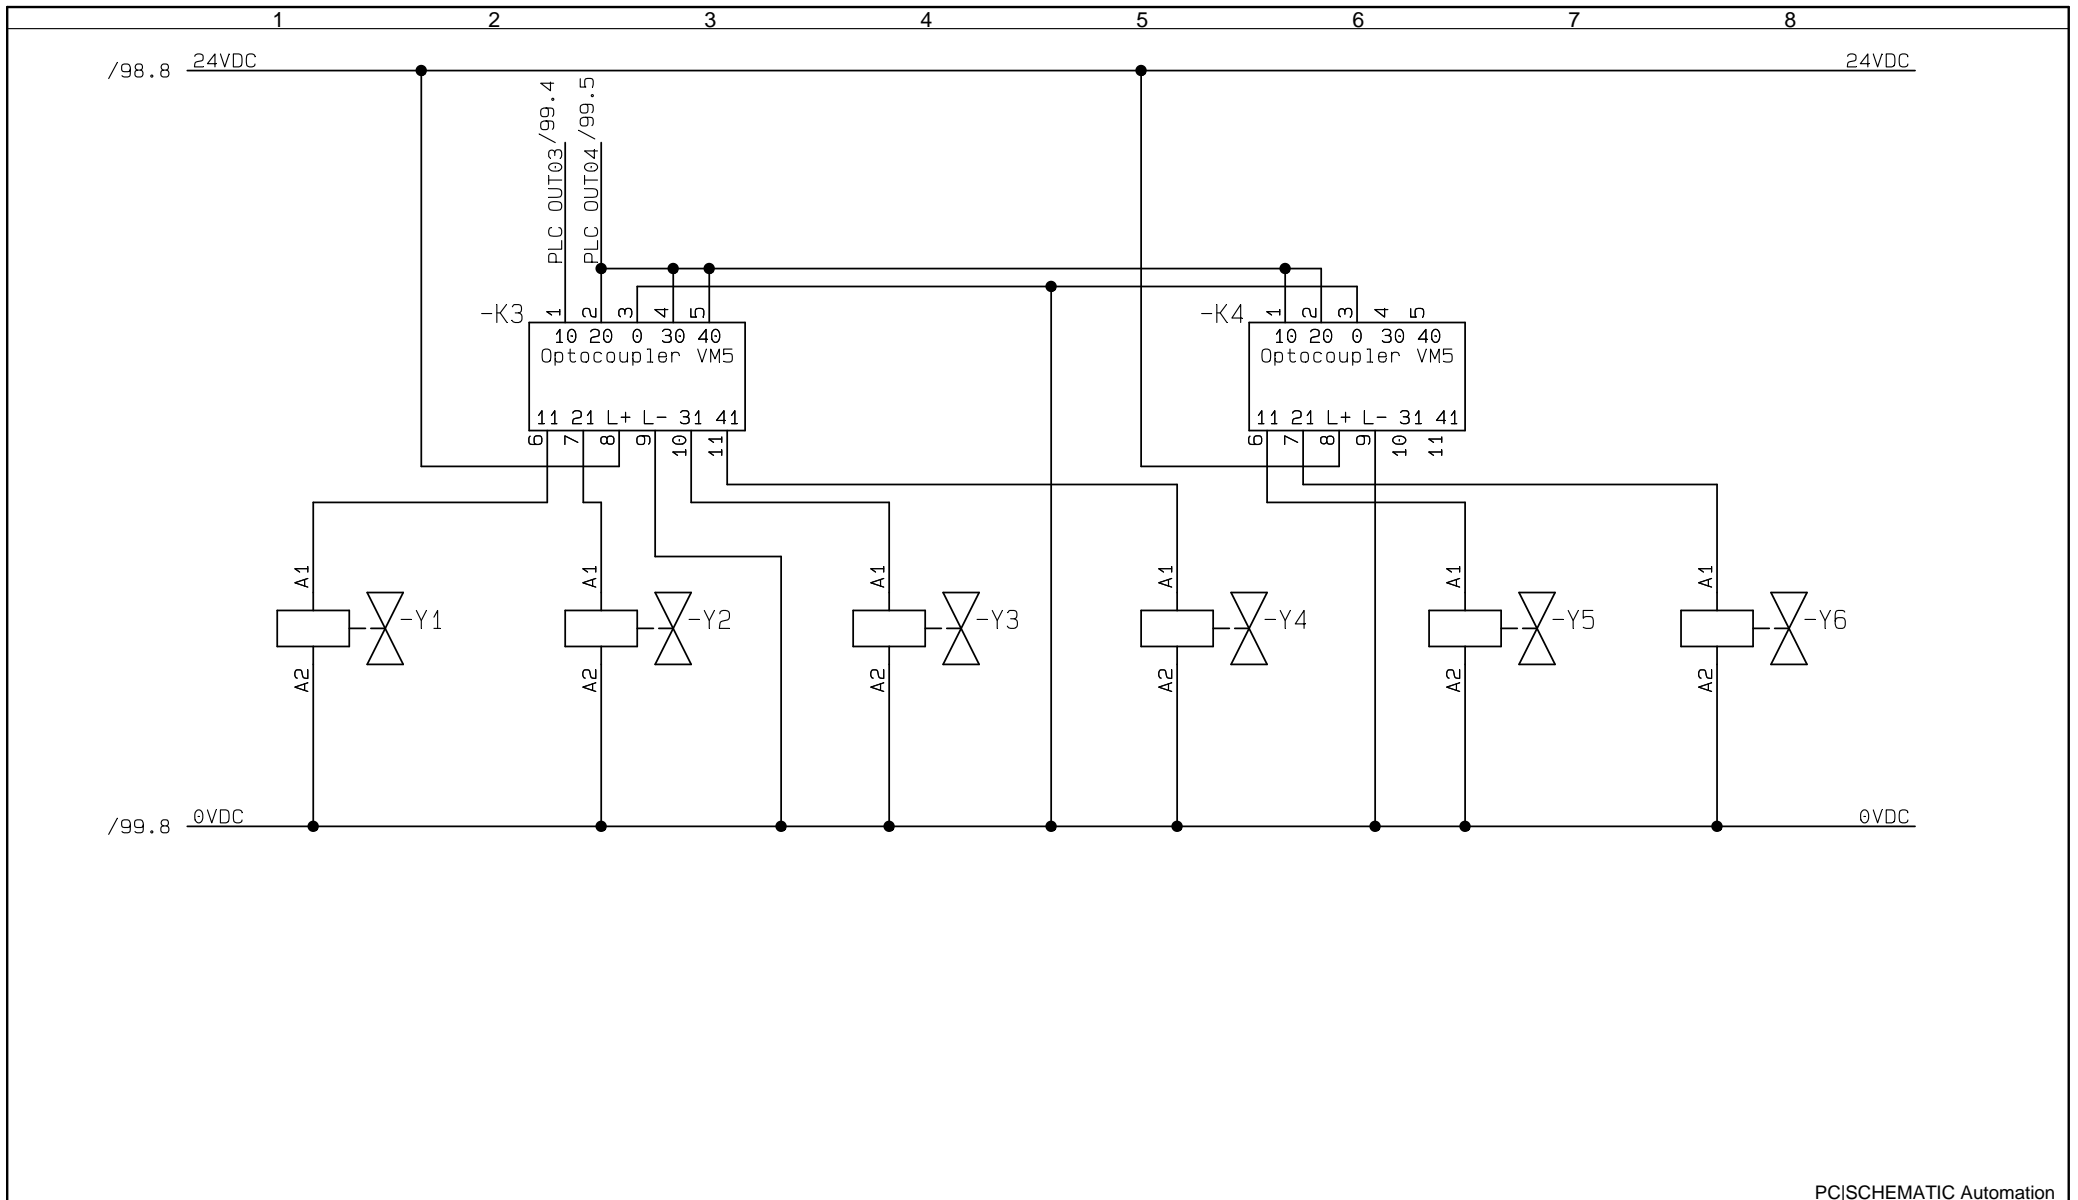 1 2 3 4 5 6 7 8
/98.8 24VDC 24VDC
PLC OUT03 /99.4
PLC OUT04 /99.5
-K3 1 2 3 4 5
10 20 0 30 40
Optocoupler VM5
11 21 L+ L- 31 41
6 7 8 9 10 11
-K4 1 2 3 4 5
10 20 0 30 40
Optocoupler VM5
11 21 L+ L- 31 41
6 7 8 9 10 11
A1 A1 A1 A1 A1 A1
-Y1 -Y2 -Y3 -Y4 -Y5 -Y6
A2 A2 A2 A2 A2 A2
/99.8 0VDC 0VDC
PC|SCHEMATIC Automation